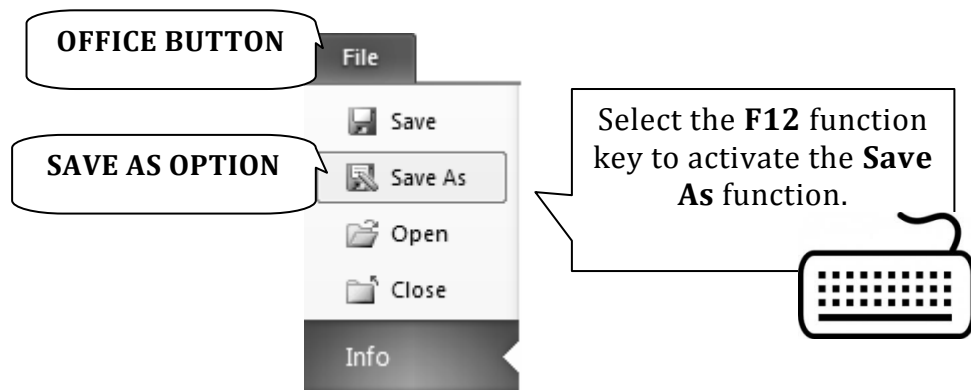 OFFICE BUTTON
File
Save
SAVE AS OPTION
Save As
Open
Close
Info
Select the F12 function
key to activate the Save
As function.